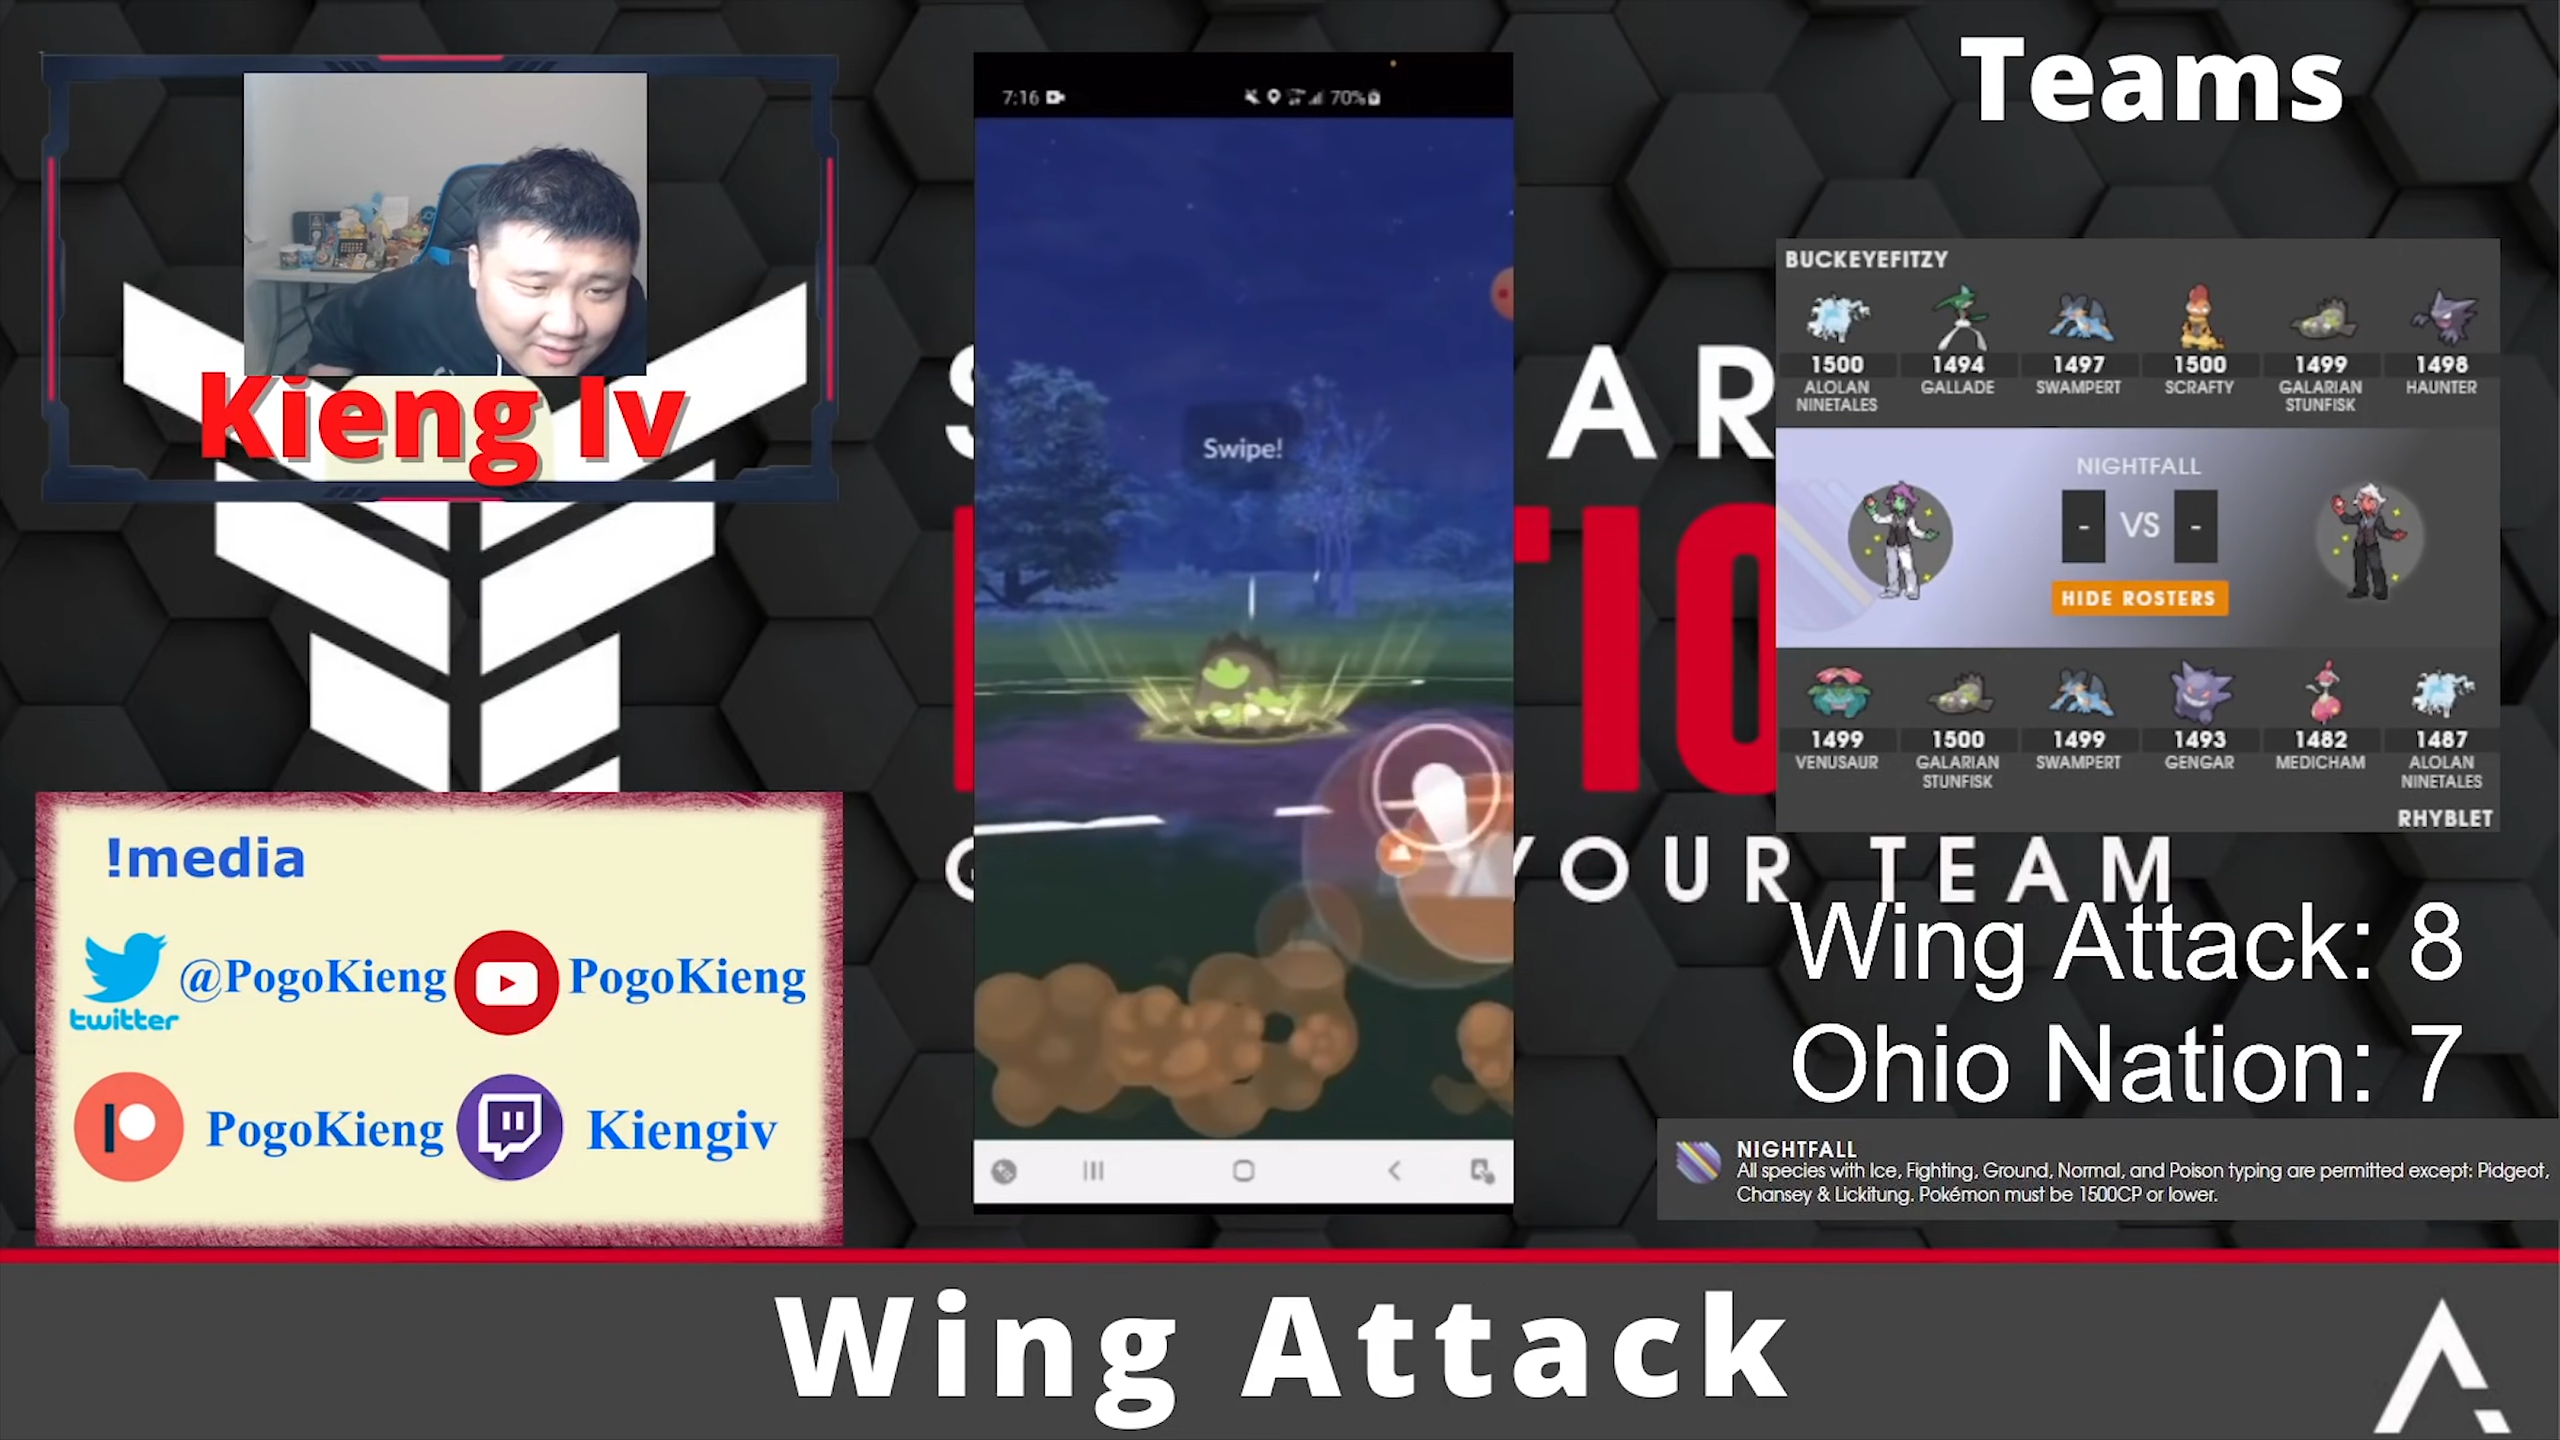 Teams
7:16
70%
Kieng Iv
Swipe!
BUCKEYEFITZY
1500 1494 1497 1500 1499 1498
ALOLAN NINETALES GALLADE SWAMPERT SCRAFTY GALARIAN STUNFISK HAUNTER
NIGHTFALL
- VS -
HIDE ROSTERS
1499 1500 1499 1493 1482 1487
VENUSAUR GALARIAN STUNFISK SWAMPERT GENGAR MEDICHAM ALOLAN NINETALES
RHYBLET
YOUR TEAM
!media
twitter
@PogoKieng
PogoKieng
PogoKieng
Kiengiv
Wing Attack: 8
Ohio Nation: 7
NIGHTFALL
All species with Ice, Fighting, Ground, Normal, and Poison typing are permitted except: Pidgeot,
Chansey & Lickitung. Pokémon must be 1500CP or lower.
Wing Attack